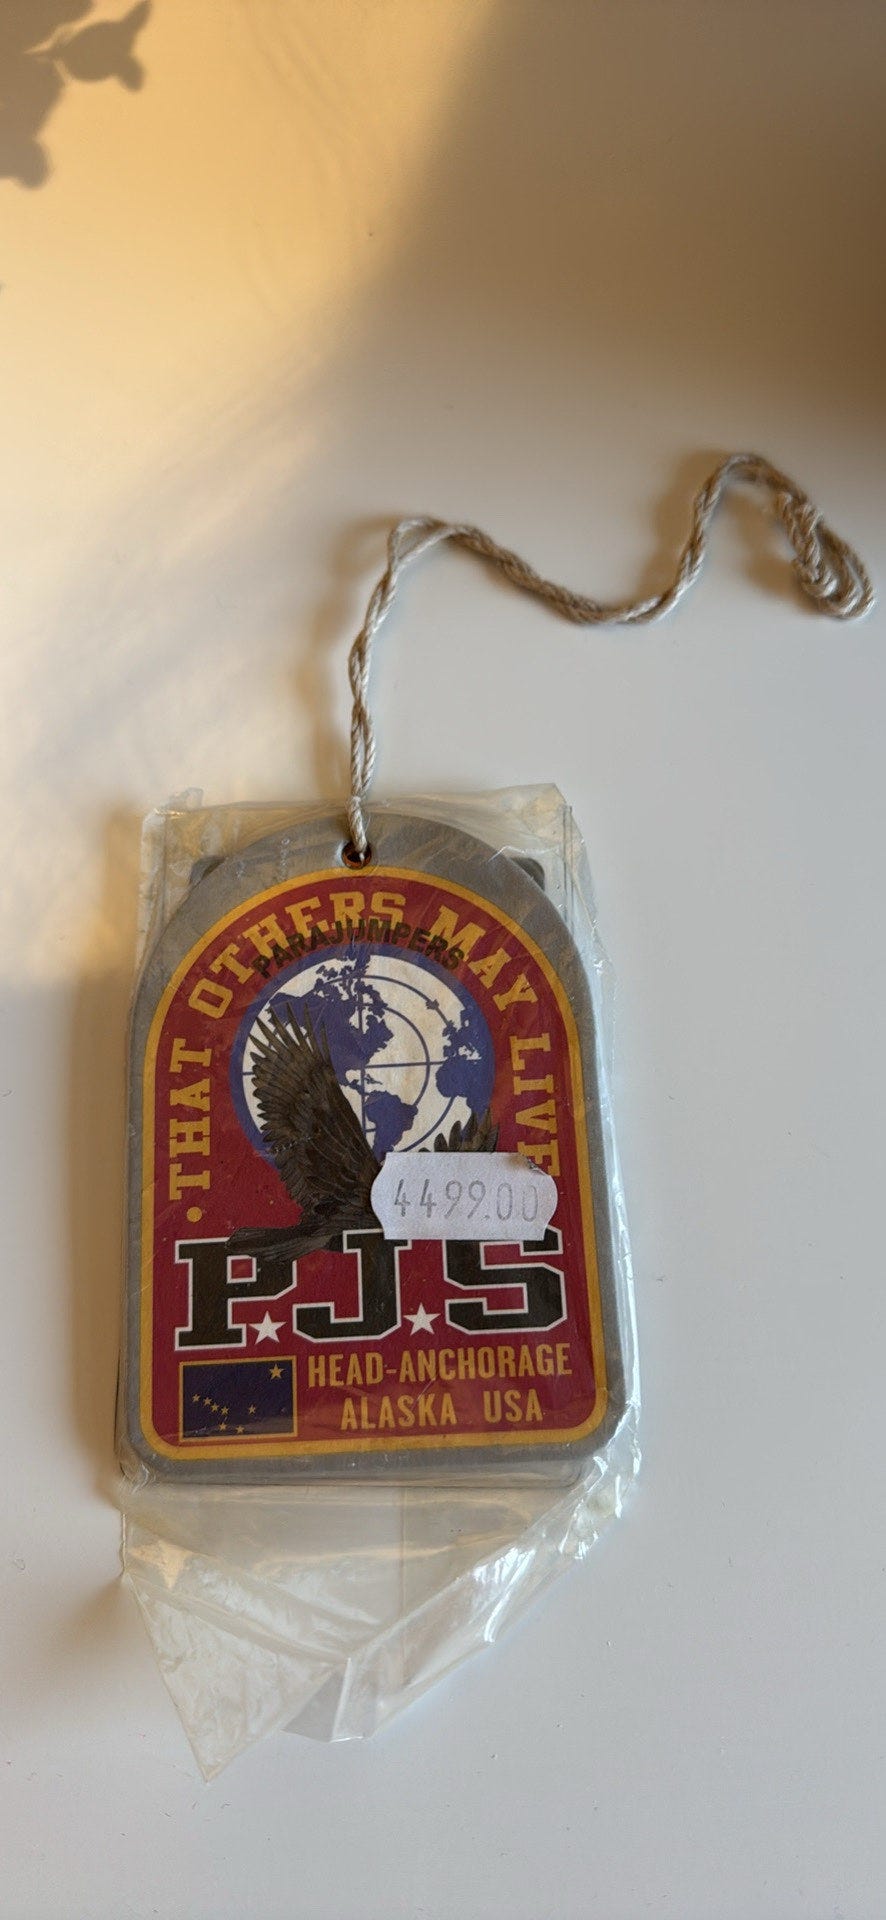 ·THAT OTHERS MAY LIVE
PARAJUMPERS
4499.00
P.J.S
HEAD-ANCHORAGE
ALASKA USA